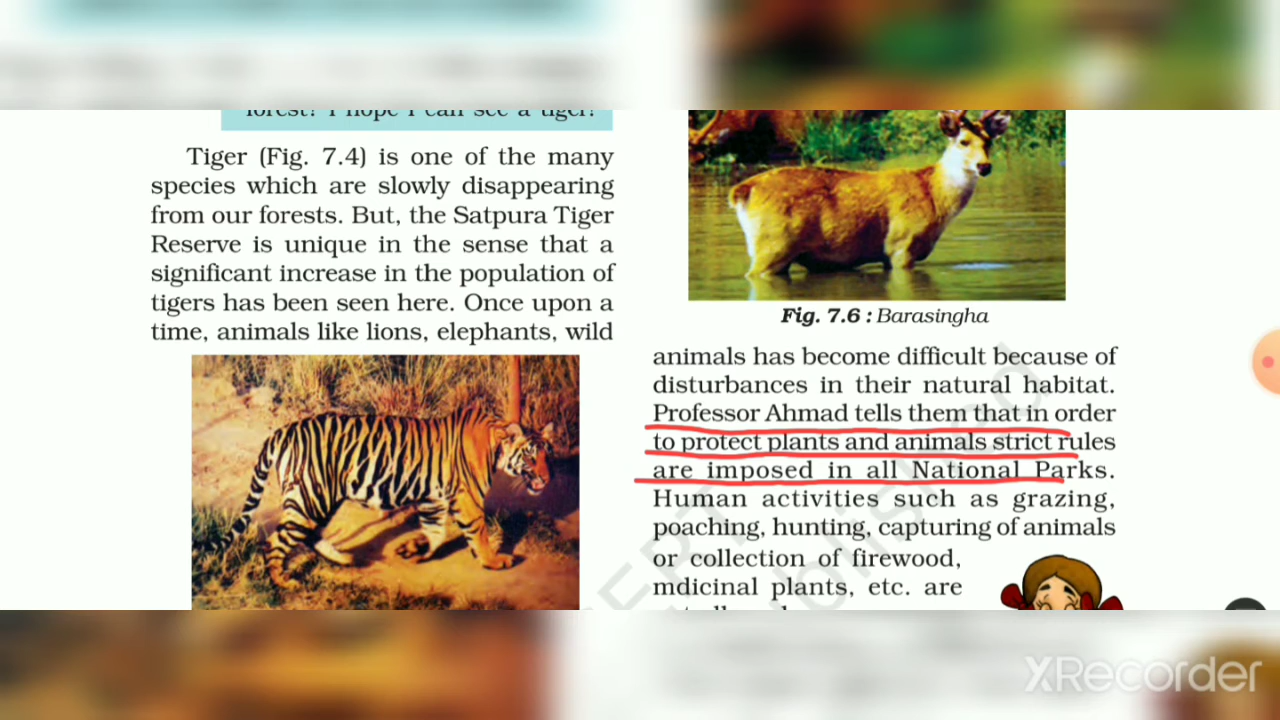 forest? I hope I can see a tiger!
Tiger (Fig. 7.4) is one of the many
species which are slowly disappearing
from our forests. But, the Satpura Tiger
Reserve is unique in the sense that a
significant increase in the population of
tigers has been seen here. Once upon a
time, animals like lions, elephants, wild
Fig. 7.6 : Barasingha
animals has become difficult because of
disturbances in their natural habitat.
Professor Ahmad tells them that in order
to protect plants and animals strict rules
are imposed in all National Parks.
Human activities such as grazing,
poaching, hunting, capturing of animals
or collection of firewood,
mdicinal plants, etc. are
XRecorder